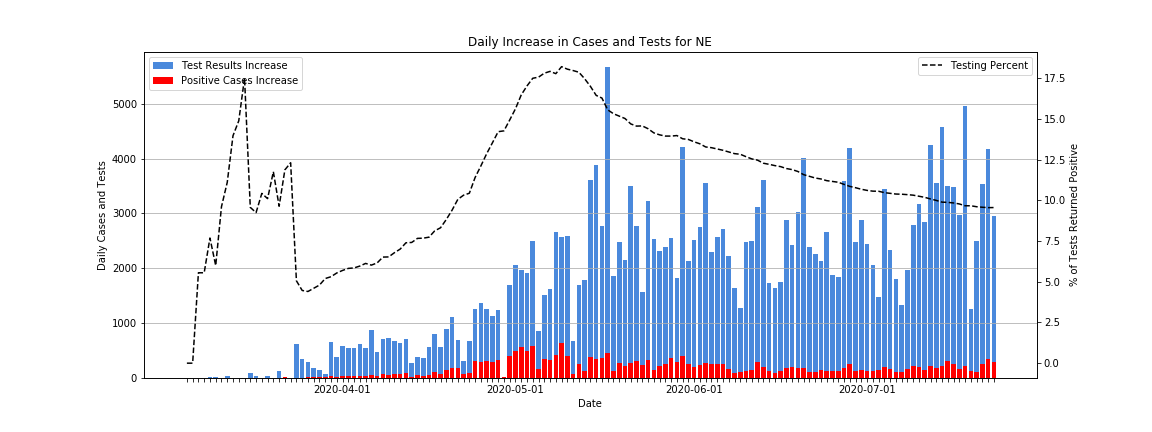 Daily Increase in Cases and Tests for NE
Test Results Increase
Positive Cases Increase
Testing Percent
5000
4000
3000
2000
1000
0
Daily Cases and Tests
17.5
15.0
12.5
10.0
7.5
5.0
2.5
0.0
% of Tests Returned Positive
2020-04-01
2020-05-01
2020-06-01
2020-07-01
Date